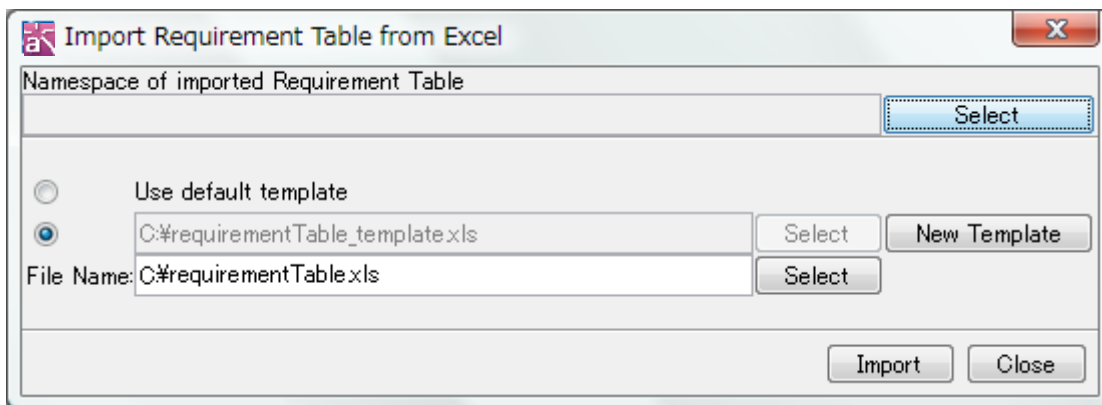 Import Requirement Table from Excel
Namespace of imported Requirement Table
Select
Use default template
C:¥requirementTable_template.xls Select New Template
File Name: C:¥requirementTable.xls Select
Import Close